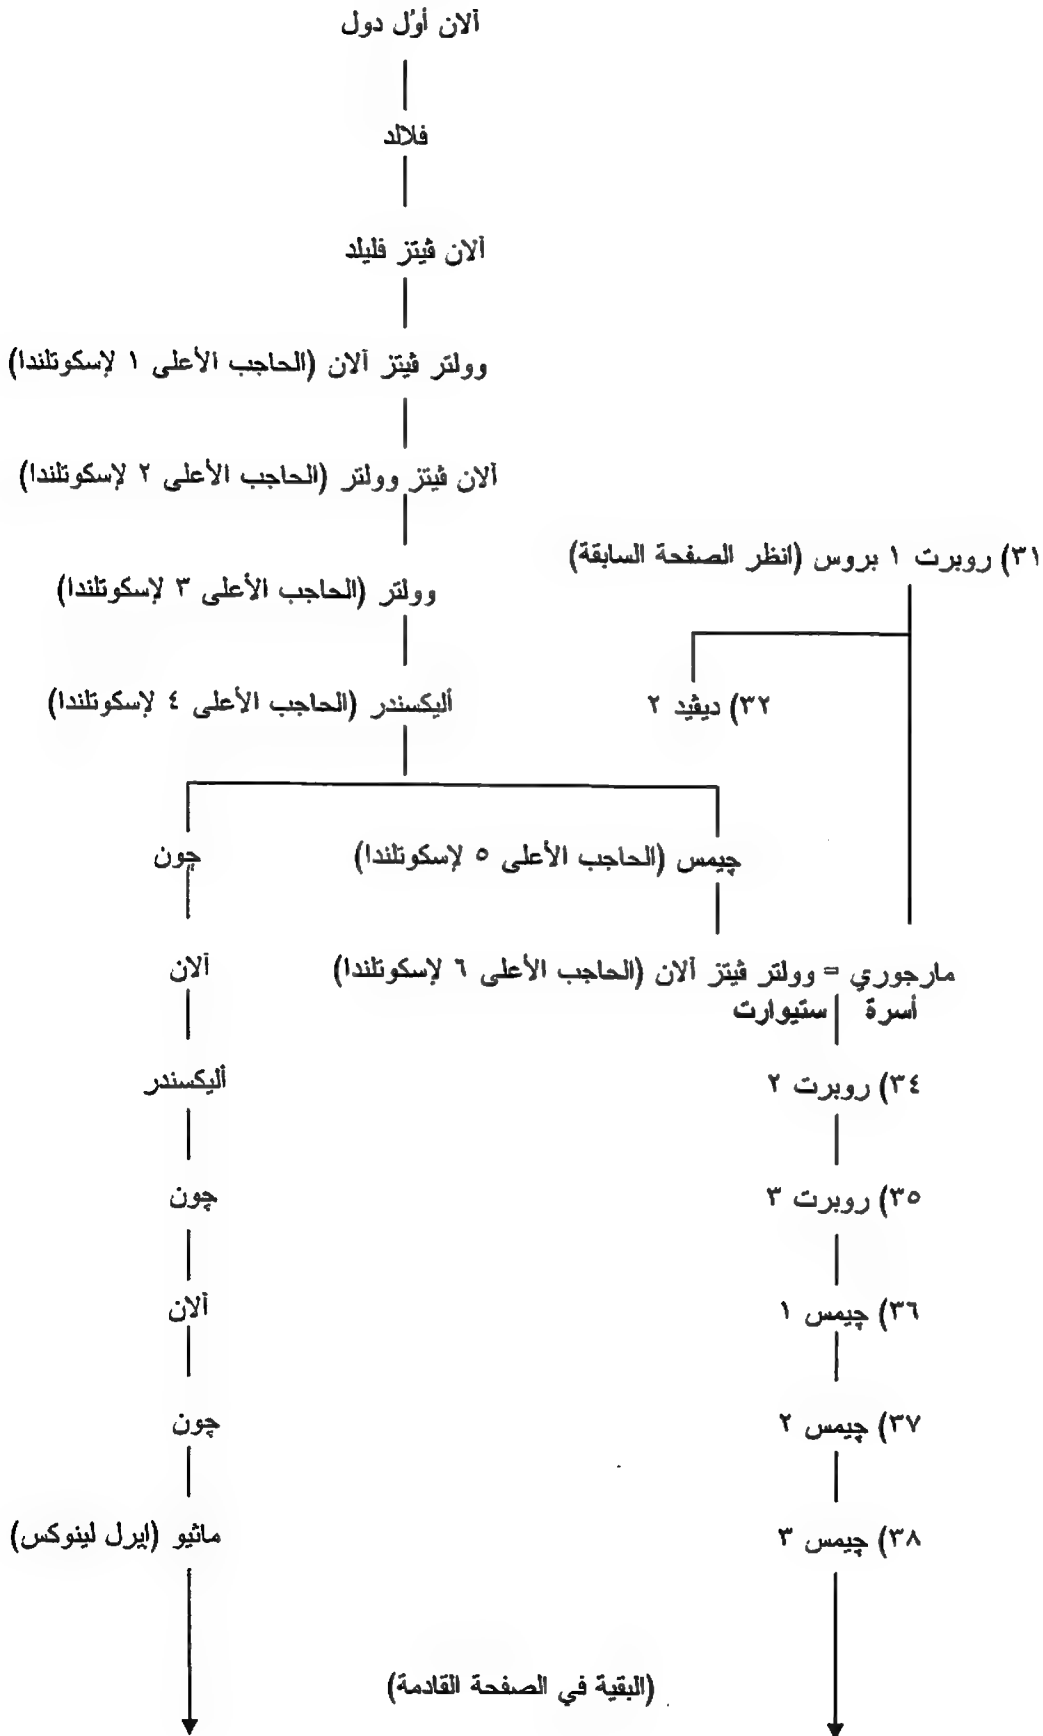 آلان أوّل دول
فلالد
آلان ڤيتز فليلد
وولتر ڤيتز آلان (الحاجب الأعلى ١ لإسكوتلندا)
آلان ڤيتز وولتر (الحاجب الأعلى ٢ لإسكوتلندا)
٣١) روبرت ١ بروس (انظر الصفحة السابقة)
وولتر (الحاجب الأعلى ٣ لإسكوتلندا)
٣٢) ديڤيد ٢
أليكسندر (الحاجب الأعلى ٤ لإسكوتلندا)
چيمس (الحاجب الأعلى ٥ لإسكوتلندا)
چون
مارجوري = وولتر ڤيتز آلان (الحاجب الأعلى ٦ لإسكوتلندا)
آلان
أسرة ستيوارت
٣٤) روبرت ٢
أليكسندر
٣٥) روبرت ٣
چون
٣٦) چيمس ١
آلان
٣٧) چيمس ٢
چون
٣٨) چيمس ٣
ماثيو (ايرل لينوكس)
(البقية في الصفحة القادمة)